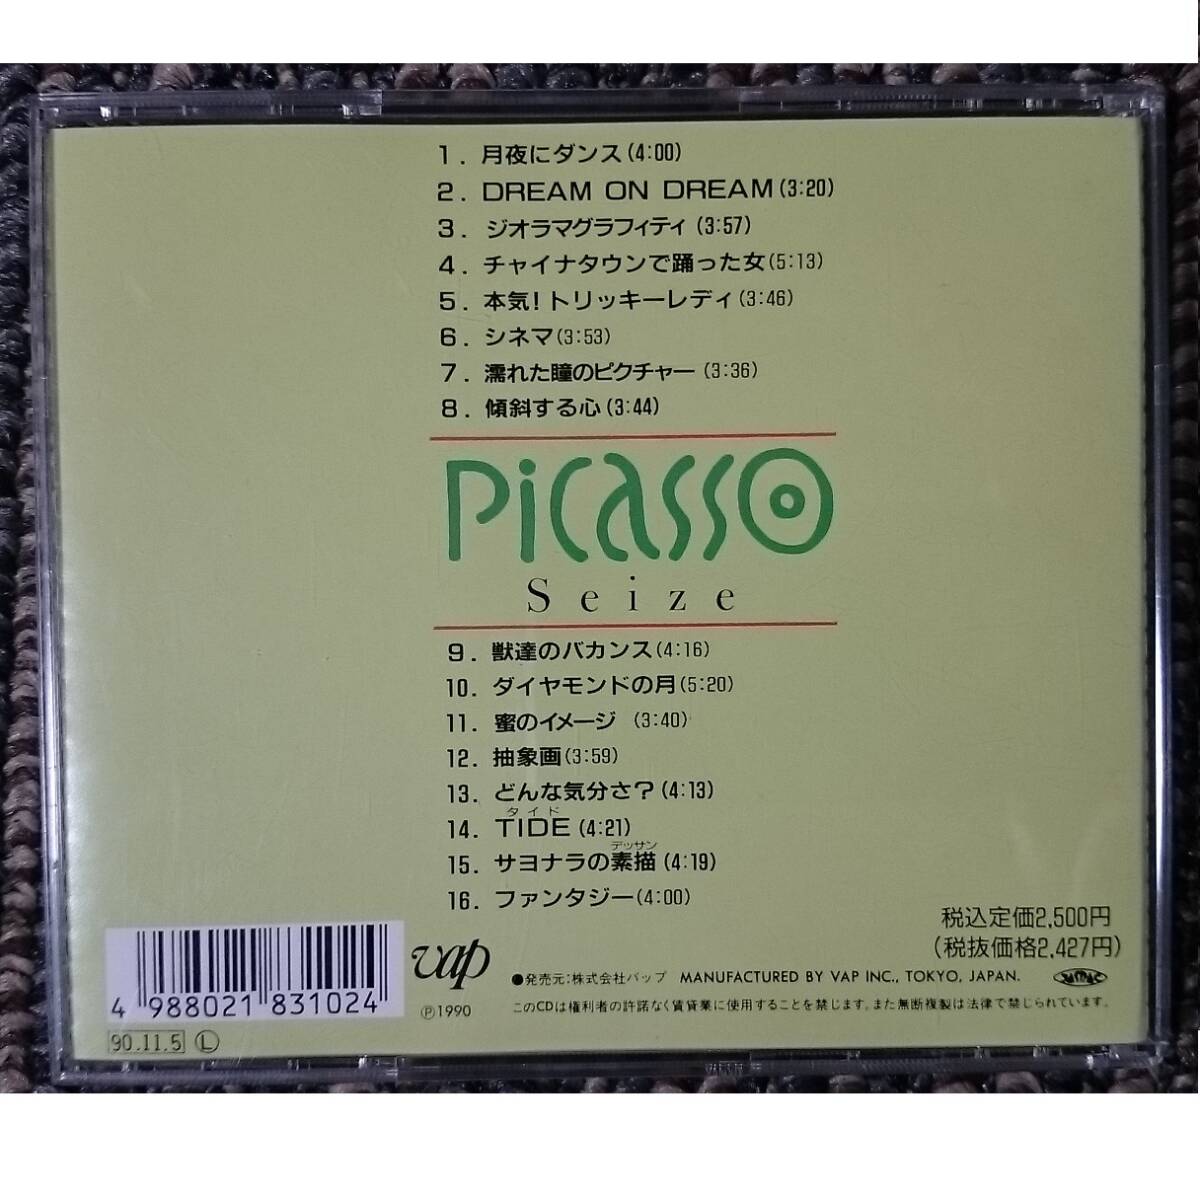 1. 月夜にダンス(4:00)
2. DREAM ON DREAM(3:20)
3. ジオラマグラフィティ(3:57)
4. チャイナタウンで踊った女(5:13)
5. 本気!トリッキーレディ(3:46)
6. シネマ(3:53)
7. 濡れた瞳のピクチャー(3:36)
8. 傾斜する心(3:44)
PiCaSSO
Seize
9. 獣達のバカンス(4:16)
10. ダイヤモンドの月(5:20)
11. 蜜のイメージ(3:40)
12. 抽象画(3:59)
13. どんな気分さ?(4:13)
タイド
14. TIDE(4:21)
デッサン
15. サヨナラの素描(4:19)
16. ファンタジー(4:00)
税込定価2,500円
(税抜価格2,427円)
vap
●発売元:株式会社バップ MANUFACTURED BY VAP INC., TOKYO, JAPAN.
Ⓟ1990
このCDは権利者の許諾なく賃貸業に使用することを禁じます。また無断複製は法律で禁じられています。
4 988021 831024
90.11.5 Ⓛ